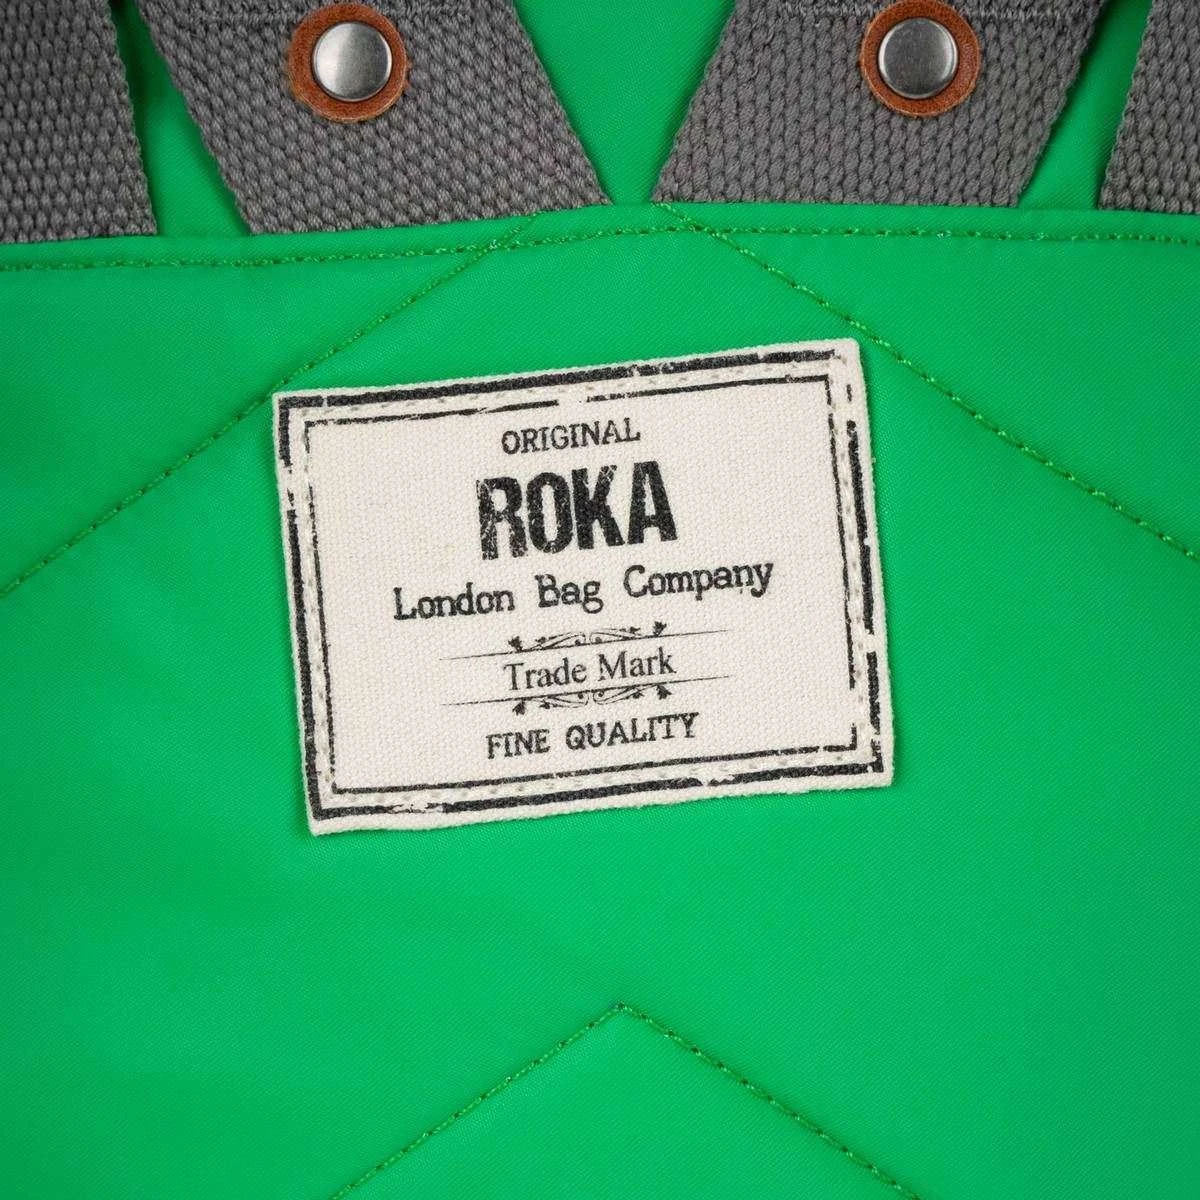 ORIGINAL
ROKA
London Bag Company
Trade Mark
FINE QUALITY